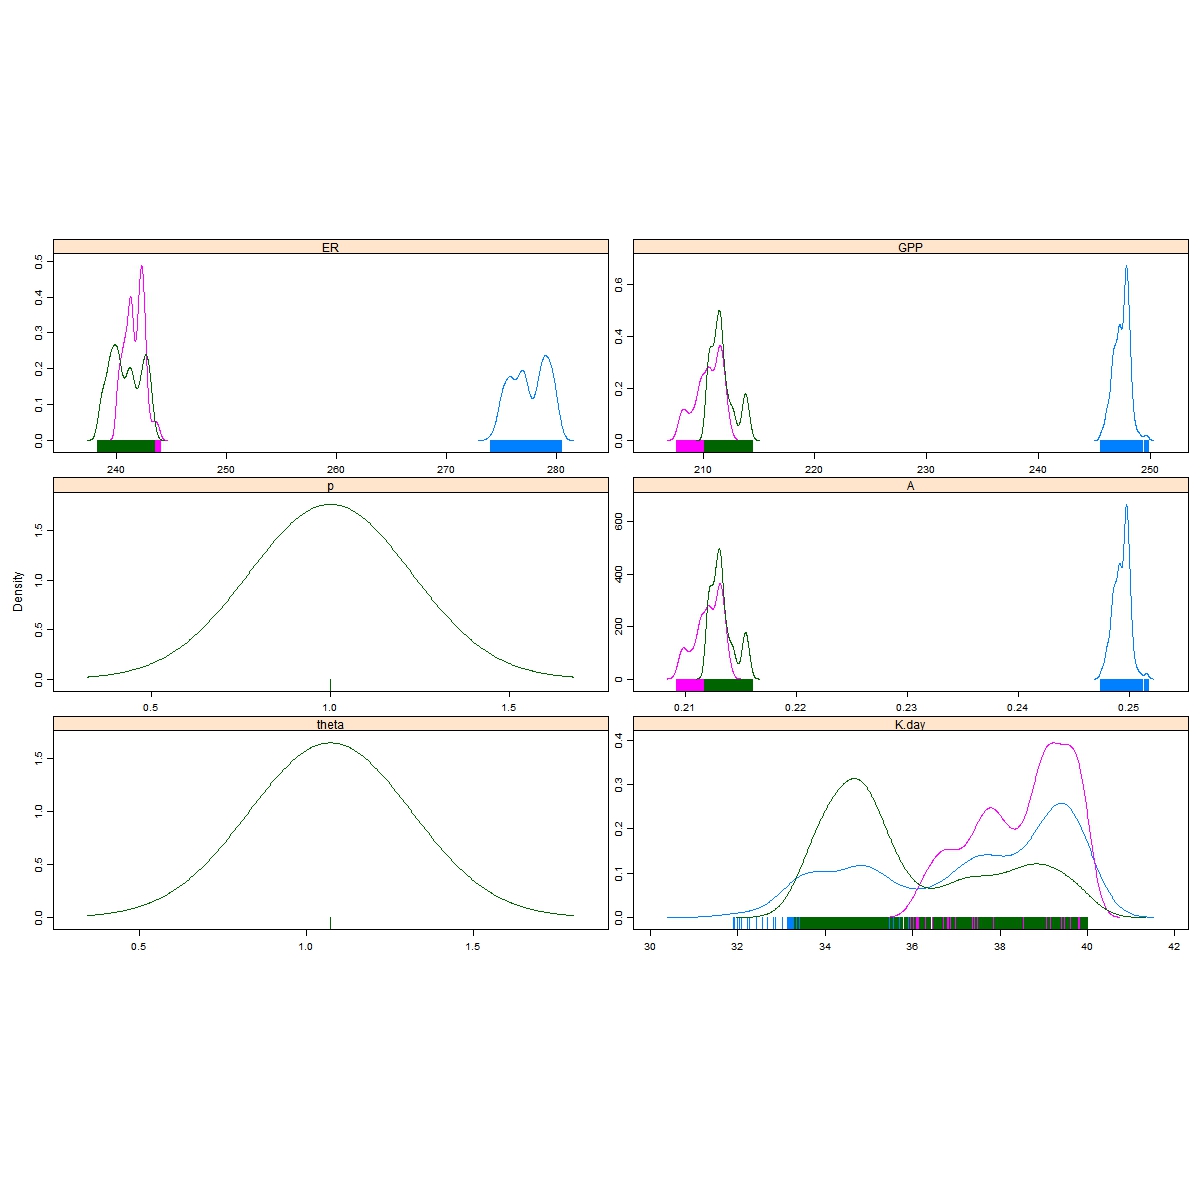 ER
0.0 0.1 0.2 0.3 0.4 0.5
240 250 260 270 280
GPP
0.0 0.2 0.4 0.6
210 220 230 240 250
p
0.0 0.5 1.0 1.5
0.5 1.0 1.5
A
0 200 400 600
0.21 0.22 0.23 0.24 0.25
Density
theta
0.0 0.5 1.0 1.5
0.5 1.0 1.5
K.day
0.0 0.1 0.2 0.3 0.4
30 32 34 36 38 40 42